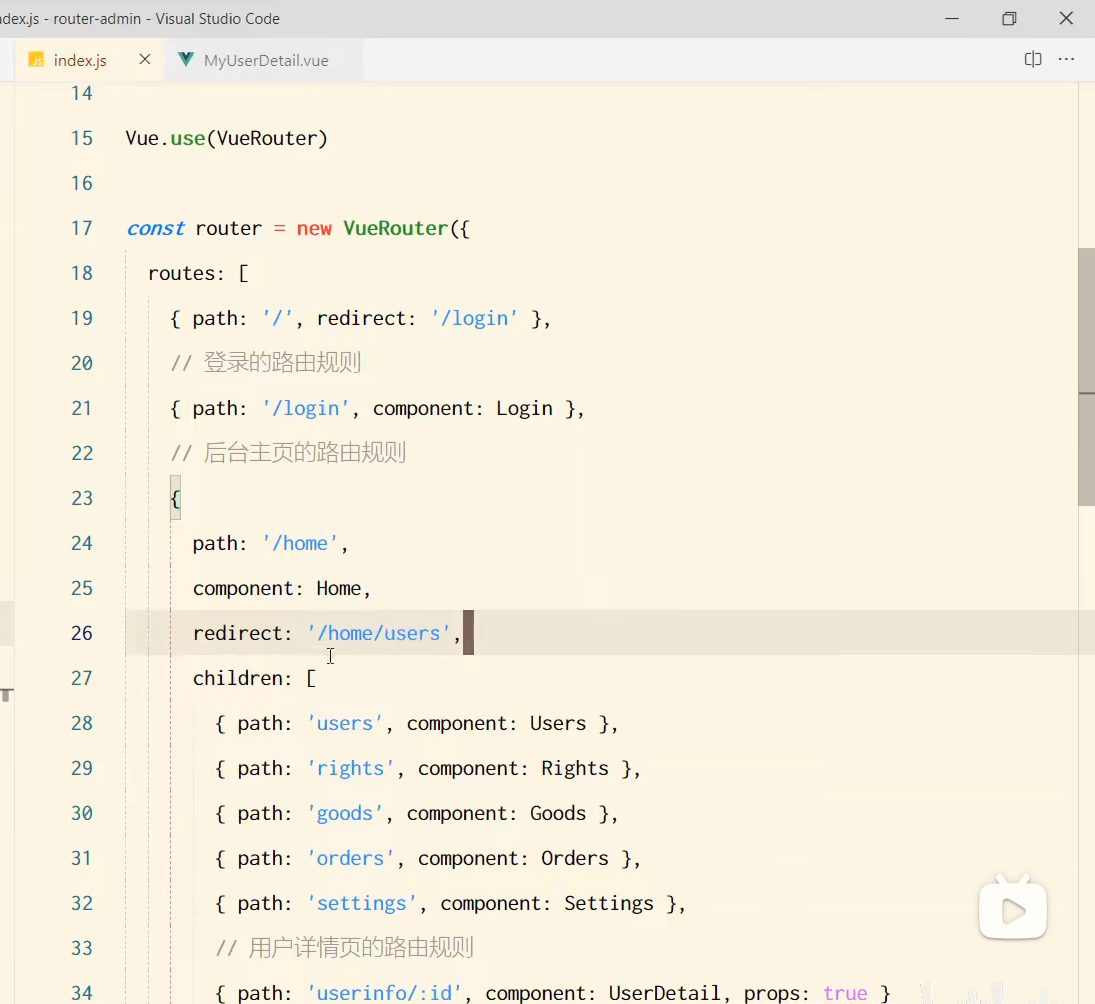 dex.js - router-admin - Visual Studio Code
index.js
MyUserDetail.vue
14
15 Vue.use(VueRouter)
16
17 const router = new VueRouter({
18 routes: [
19 { path: '/', redirect: '/login' },
20 // 登录的路由规则
21 { path: '/login', component: Login },
22 // 后台主页的路由规则
23 {
24 path: '/home',
25 component: Home,
26 redirect: '/home/users',
27 children: [
28 { path: 'users', component: Users },
29 { path: 'rights', component: Rights },
30 { path: 'goods', component: Goods },
31 { path: 'orders', component: Orders },
32 { path: 'settings', component: Settings },
33 // 用户详情页的路由规则
34 { path: 'userinfo/:id', component: UserDetail, props: true }